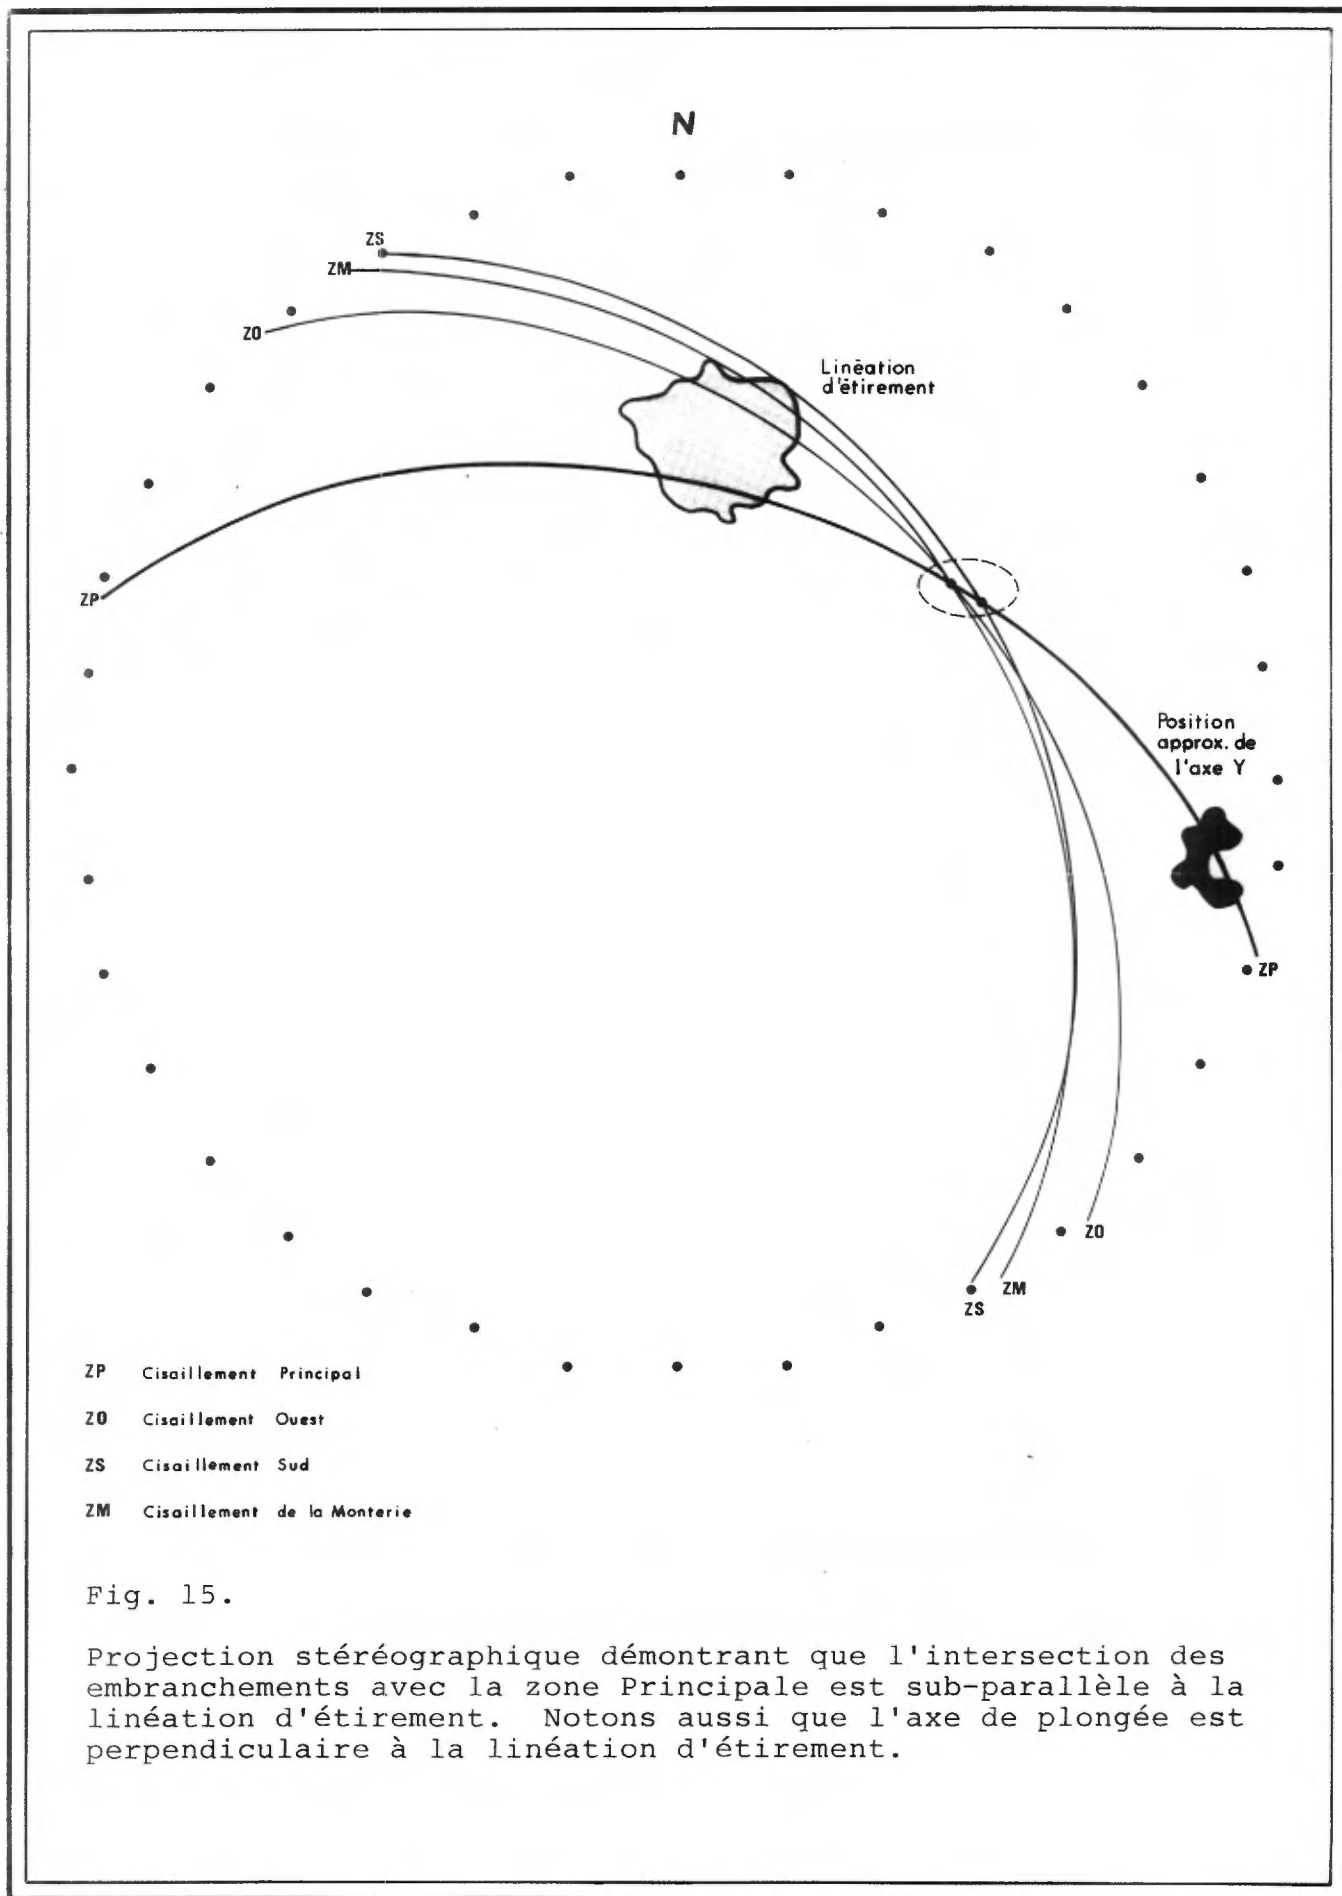 N
ZS
ZM
ZO
Linéation
d'étirement
ZP
Position
approx. de
l'axe Y
ZP
ZO
ZM
ZS
ZP Cisaillement Principal
ZO Cisaillement Ouest
ZS Cisaillement Sud
ZM Cisaillement de la Monterie
Fig. 15.
Projection stéréographique démontrant que l'intersection des
embranchements avec la zone Principale est sub-parallèle à la
linéation d'étirement. Notons aussi que l'axe de plongée est
perpendiculaire à la linéation d'étirement.